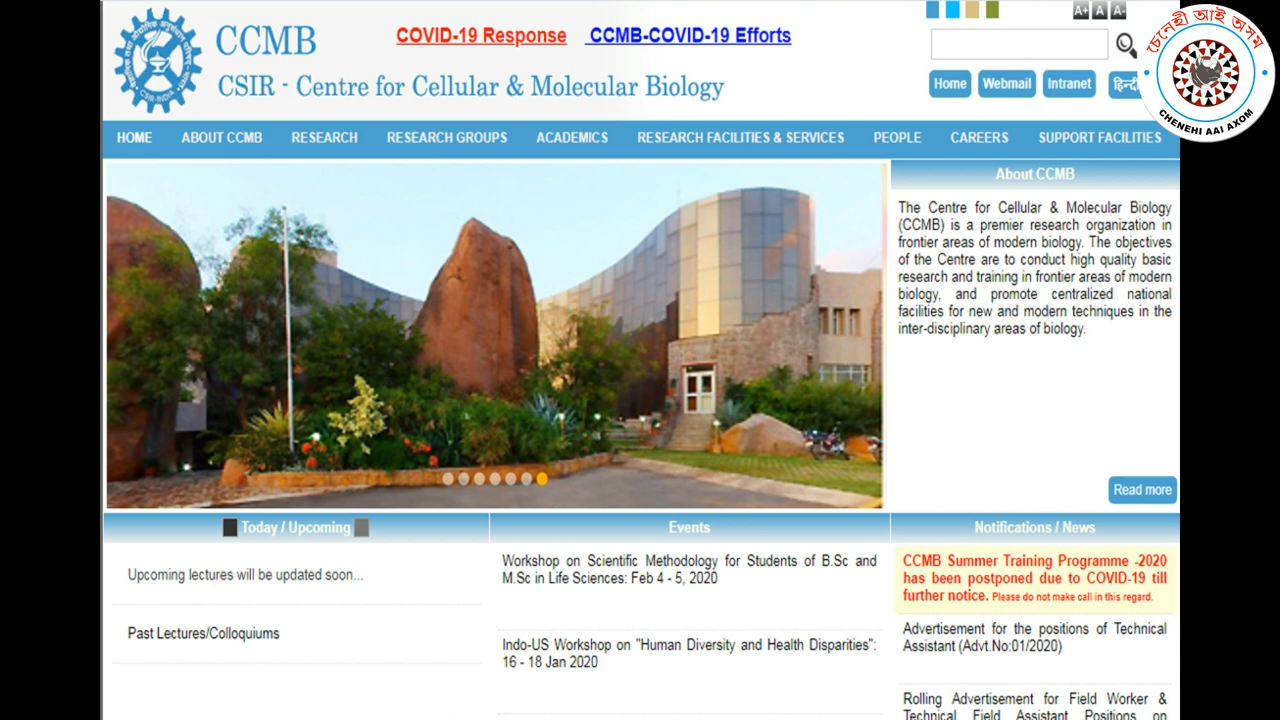 CCMB
CSIR - Centre for Cellular & Molecular Biology
CSIR-INDIA
COVID-19 Response CCMB-COVID-19 Efforts
A+ A A-
Home Webmail Intranet हिन्दी
চেনেহী আই অসম
CHENEHI AAI AXOM
HOME ABOUT CCMB RESEARCH RESEARCH GROUPS ACADEMICS RESEARCH FACILITIES & SERVICES PEOPLE CAREERS SUPPORT FACILITIES
About CCMB
The Centre for Cellular & Molecular Biology
(CCMB) is a premier research organization in
frontier areas of modern biology. The objectives
of the Centre are to conduct high quality basic
research and training in frontier areas of modern
biology, and promote centralized national
facilities for new and modern techniques in the
inter-disciplinary areas of biology.
Read more
Today / Upcoming
Upcoming lectures will be updated soon...
Past Lectures/Colloquiums
Events
Workshop on Scientific Methodology for Students of B.Sc and
M.Sc in Life Sciences: Feb 4 - 5, 2020
Indo-US Workshop on "Human Diversity and Health Disparities":
16 - 18 Jan 2020
Notifications / News
CCMB Summer Training Programme -2020
has been postponed due to COVID-19 till
further notice. Please do not make call in this regard.
Advertisement for the positions of Technical
Assistant (Advt.No:01/2020)
Rolling Advertisement for Field Worker &
Technical Field Assistant Positions on